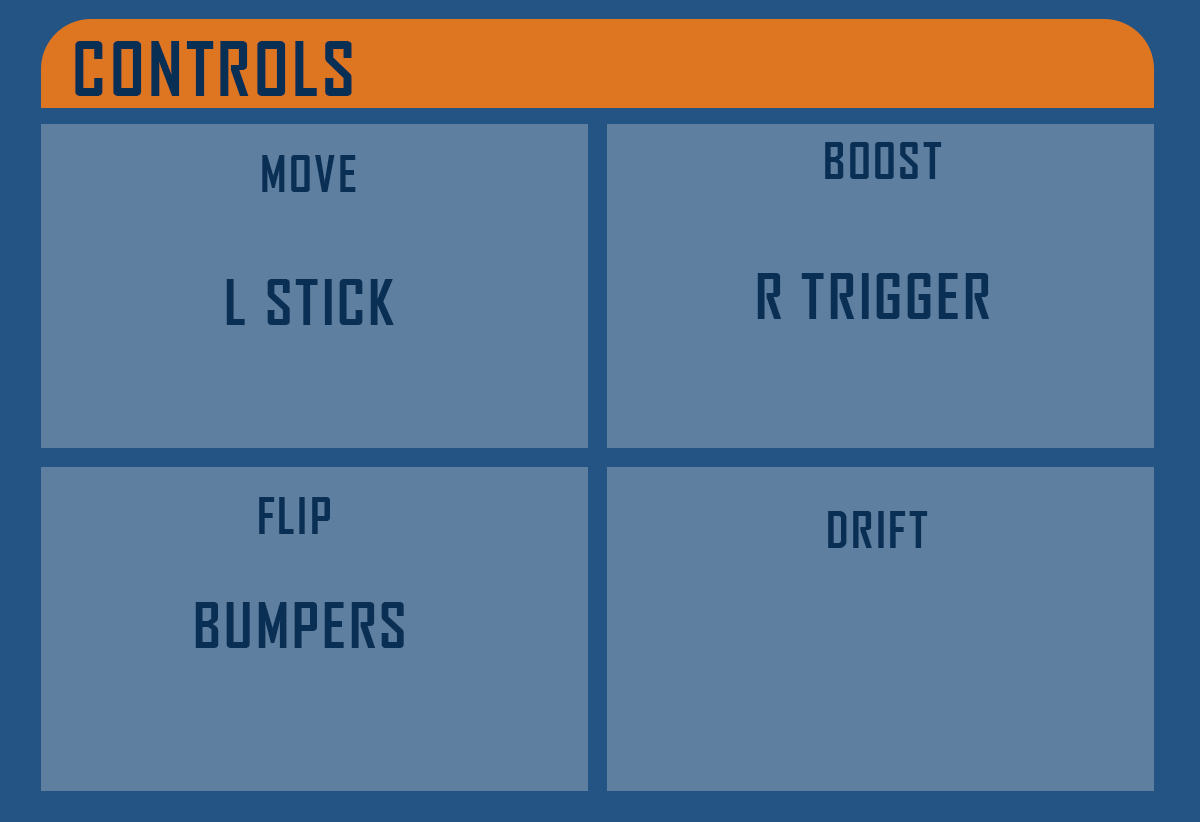 CONTROLS
MOVE
L STICK
BOOST
R TRIGGER
FLIP
BUMPERS
DRIFT